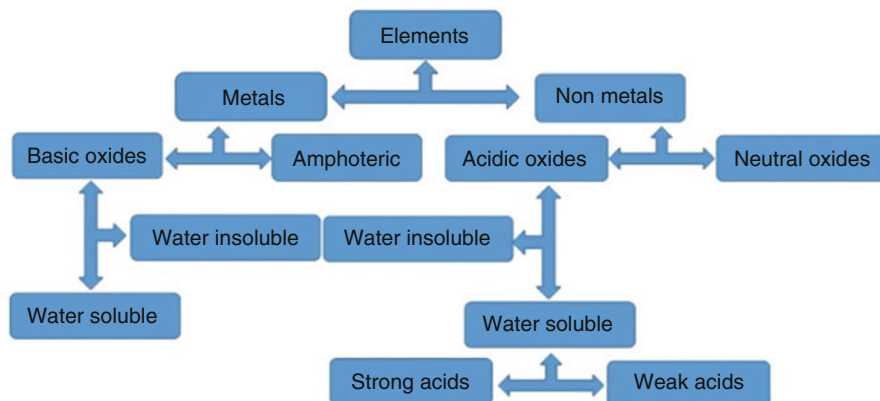 Elements
Metals
Non metals
Basic oxides
Amphoteric
Acidic oxides
Neutral oxides
Water insoluble
Water insoluble
Water soluble
Water soluble
Strong acids
Weak acids